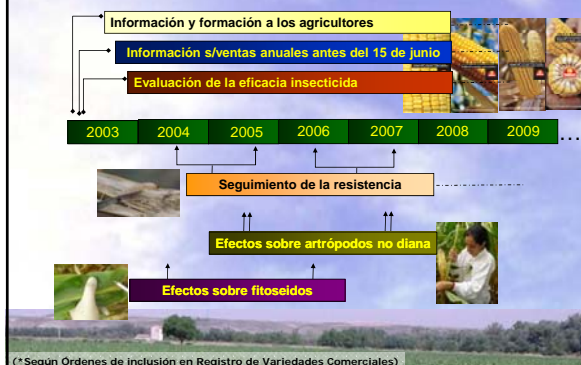 Información y formación a los agricultores
Información s/ventas anuales antes del 15 de junio
Evaluación de la eficacia insecticida
2003 2004 2005 2006 2007 2008 2009 ...
Seguimiento de la resistencia
Efectos sobre artrópodos no diana
Efectos sobre fitoseidos
(*Según Órdenes de inclusión en Registro de Variedades Comerciales)